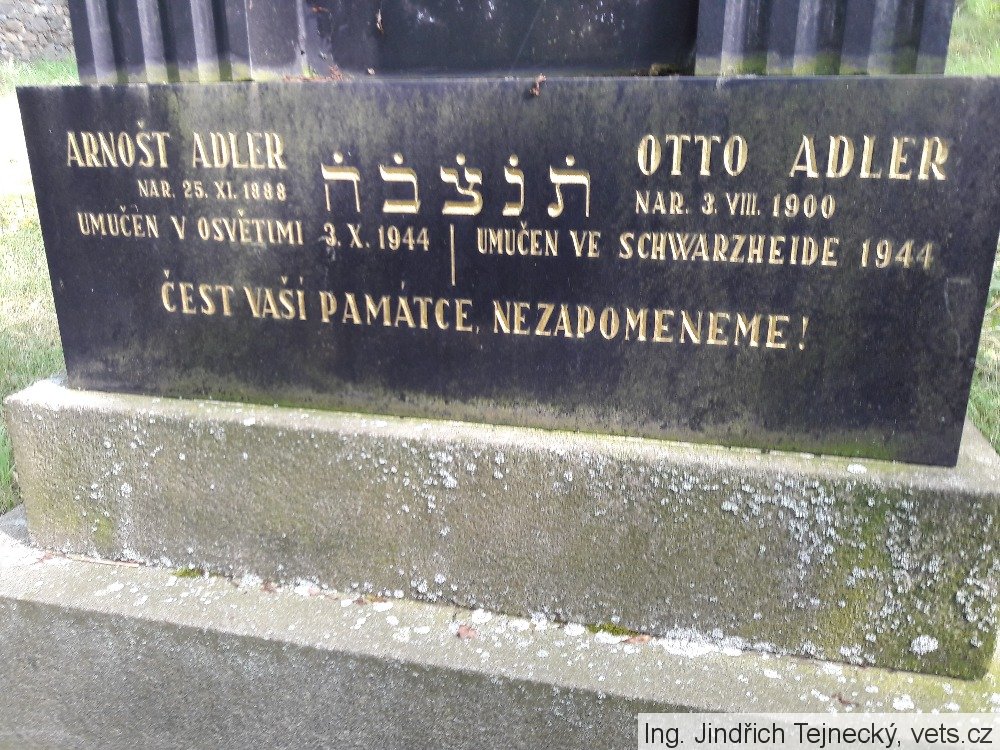 ARNOŠT ADLER
NAR. 25. XI. 1888
UMUČEN V OSVĚTIMI 3. X. 1944
תנצבה
OTTO ADLER
NAR. 3. VIII. 1900
UMUČEN VE SCHWARZHEIDE 1944
ČEST VAŠÍ PAMÁTCE, NEZAPOMENEME!
Ing. Jindřich Tejnecký, vets.cz